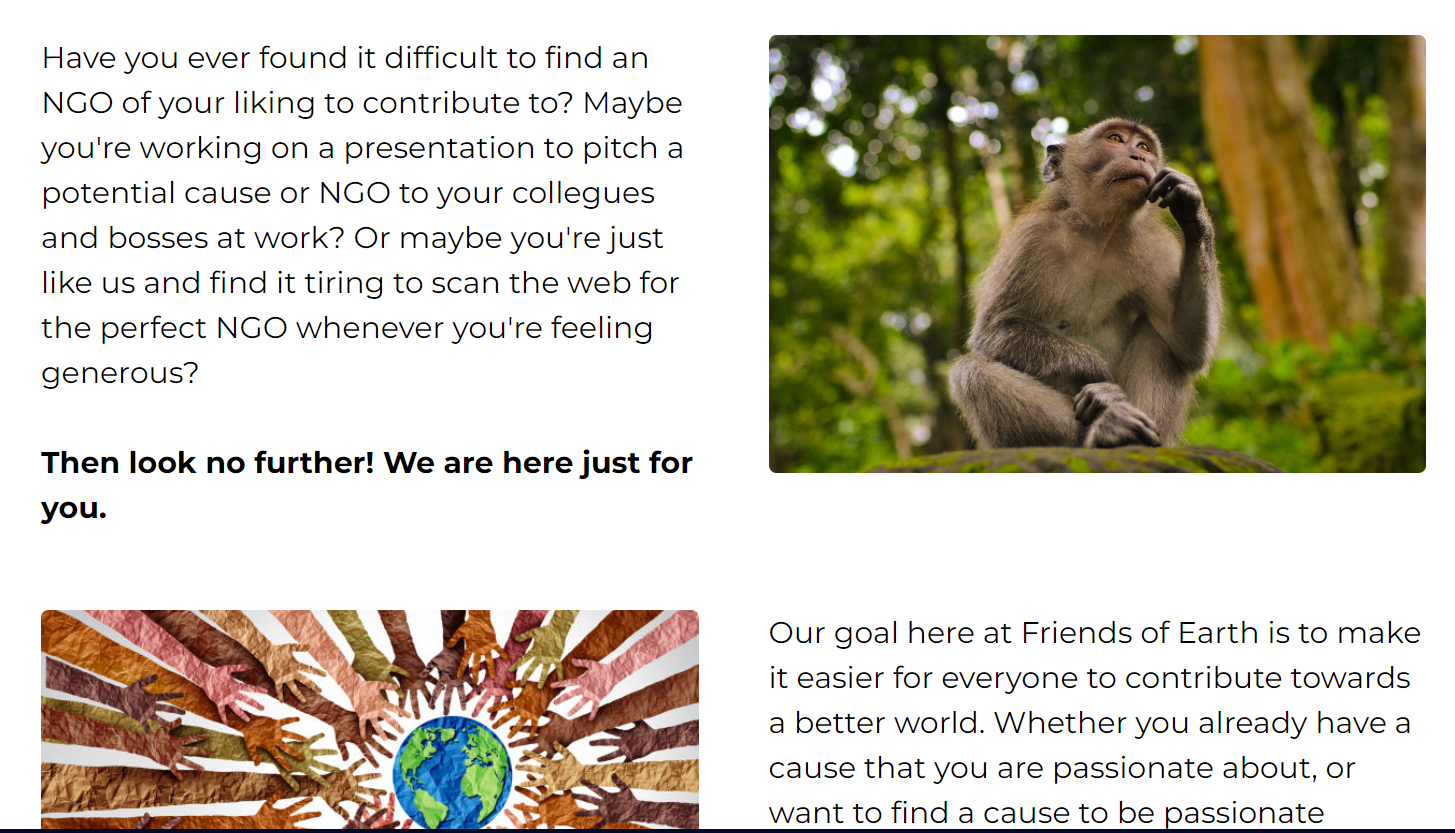 Have you ever found it difficult to find an
NGO of your liking to contribute to? Maybe
you're working on a presentation to pitch a
potential cause or NGO to your collegues
and bosses at work? Or maybe you're just
like us and find it tiring to scan the web for
the perfect NGO whenever you're feeling
generous?
Then look no further! We are here just for
you.
Our goal here at Friends of Earth is to make
it easier for everyone to contribute towards
a better world. Whether you already have a
cause that you are passionate about, or
want to find a cause to be passionate